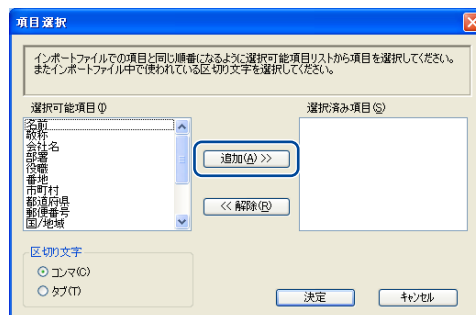 項目選択
インポートファイルでの項目と同じ順番になるように選択可能項目リストから項目を選択してください。
またインポートファイル中で使われている区切り文字を選択してください。
選択可能項目(I)
選択済み項目(S)
名前
敬称
会社名
部署
役職
番地
市町村
都道府県
郵便番号
国/地域
追加(A) >>
<< 解除(R)
区切り文字
コンマ(C)
タブ(T)
決定
キャンセル